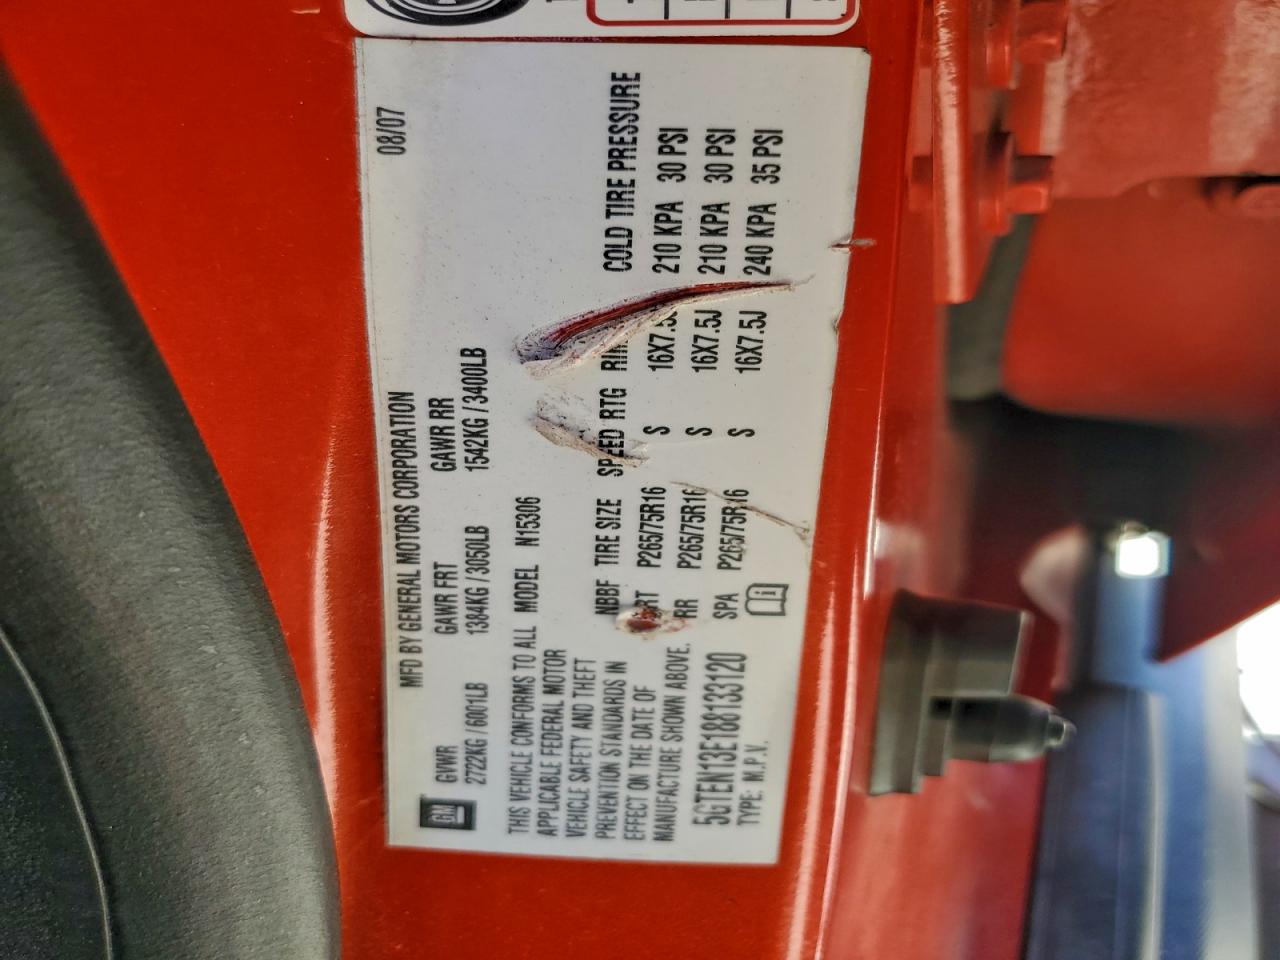 MFD BY GENERAL MOTORS CORPORATION 08/07
GM GVWR GAWR FRT GAWR RR
2722KG / 6001LB 1384KG / 3050LB 1542KG / 3400LB
THIS VEHICLE CONFORMS TO ALL MODEL N15306
APPLICABLE FEDERAL MOTOR
VEHICLE SAFETY AND THEFT
PREVENTION STANDARDS IN
EFFECT ON THE DATE OF
MANUFACTURE SHOWN ABOVE.
5GTEN13E188133120
TYPE: M.P.V.
NBBF TIRE SIZE SPEED RTG COLD TIRE PRESSURE
P265/75R16 S 16X7.5J 210 KPA 30 PSI
RR P265/75R16 S 16X7.5J 210 KPA 30 PSI
SPA P265/75R16 S 16X7.5J 240 KPA 35 PSI